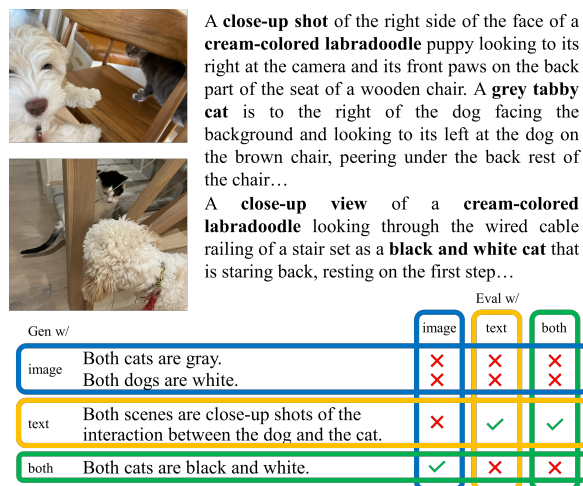 A close-up shot of the right side of the face of a
cream-colored labradoodle puppy looking to its
right at the camera and its front paws on the back
part of the seat of a wooden chair. A grey tabby
cat is to the right of the dog facing the
background and looking to its left at the dog on
the brown chair, peering under the back rest of
the chair…
A close-up view of a cream-colored
labradoodle looking through the wired cable
railing of a stair set as a black and white cat that
is staring back, resting on the first step…
Eval w/
Gen w/ image text both
image Both cats are gray.
Both dogs are white.
text Both scenes are close-up shots of the
interaction between the dog and the cat.
both Both cats are black and white.